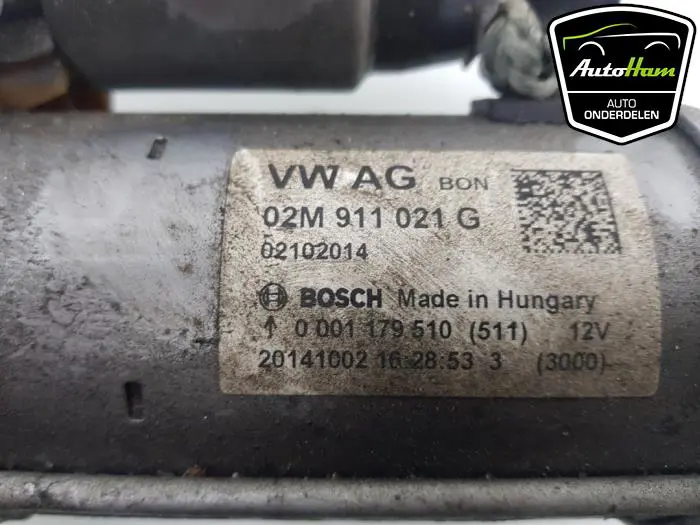 AutoHam
AUTO
ONDERDELEN
VW AG BON
02M 911 021 G
02102014
BOSCH Made in Hungary
↑ 0 001 179 510 (511) 12V
20141002 16:28:53 3 (3000)